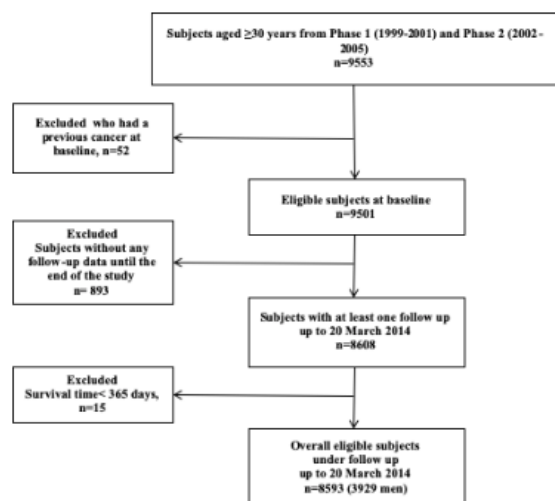 Subjects aged ≥30 years from Phase 1 (1999-2001) and Phase 2 (2002-
2005)
n=9553
Excluded who had a
previous cancer at
baseline, n=52
Eligible subjects at baseline
n=9501
Excluded
Subjects without any
follow-up data until the
end of the study
n= 893
Subjects with at least one follow up
up to 20 March 2014
n=8608
Excluded
Survival time< 365 days,
n=15
Overall eligible subjects
under follow up
up to 20 March 2014
n=8593 (3929 men)